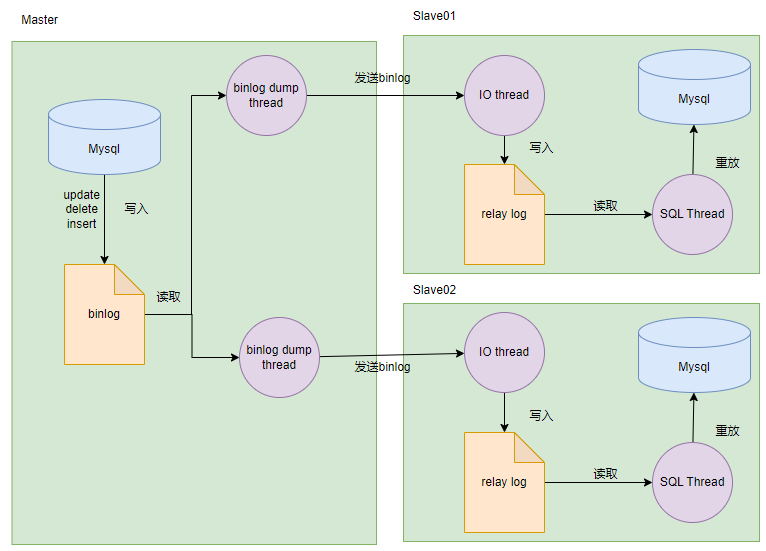 Master
Mysql
update
delete
insert
写入
binlog
读取
binlog dump
thread
发送binlog
binlog dump
thread
发送binlog
Slave01
IO thread
写入
relay log
读取
SQL Thread
重放
Mysql
Slave02
IO thread
写入
relay log
读取
SQL Thread
重放
Mysql